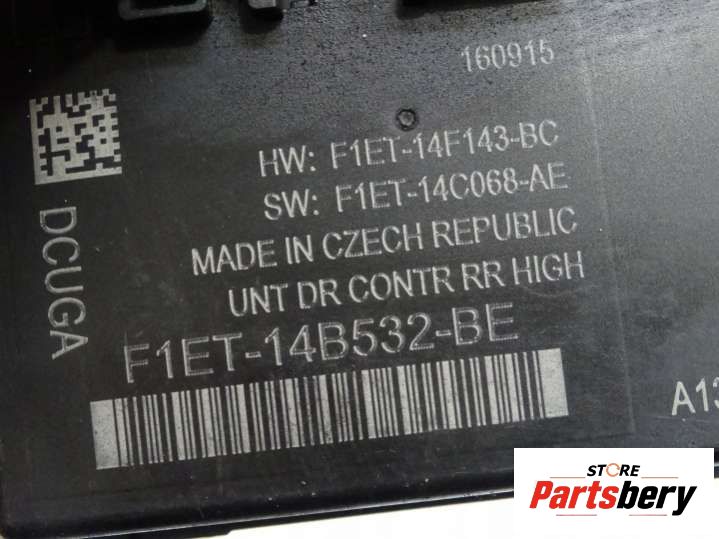 160915
HW: F1ET-14F143-BC
SW: F1ET-14C068-AE
MADE IN CZECH REPUBLIC
UNT DR CONTR RR HIGH
F1ET-14B532-BE
DCUGA
A13
STORE
Partsbery